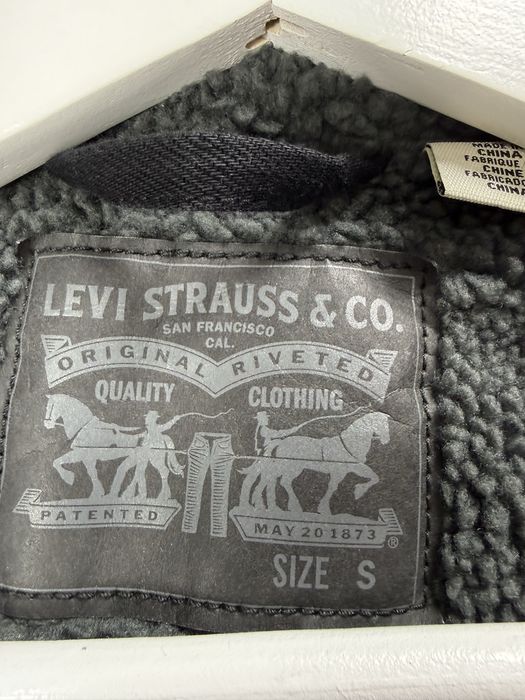 LEVI STRAUSS & CO.
SAN FRANCISCO
CAL.
ORIGINAL RIVETED
QUALITY CLOTHING
PATENTED MAY 20 1873 ®
SIZE S
MADE IN
CHINA
FABRIQUÉ
CHINE
FABRICADO
CHINA